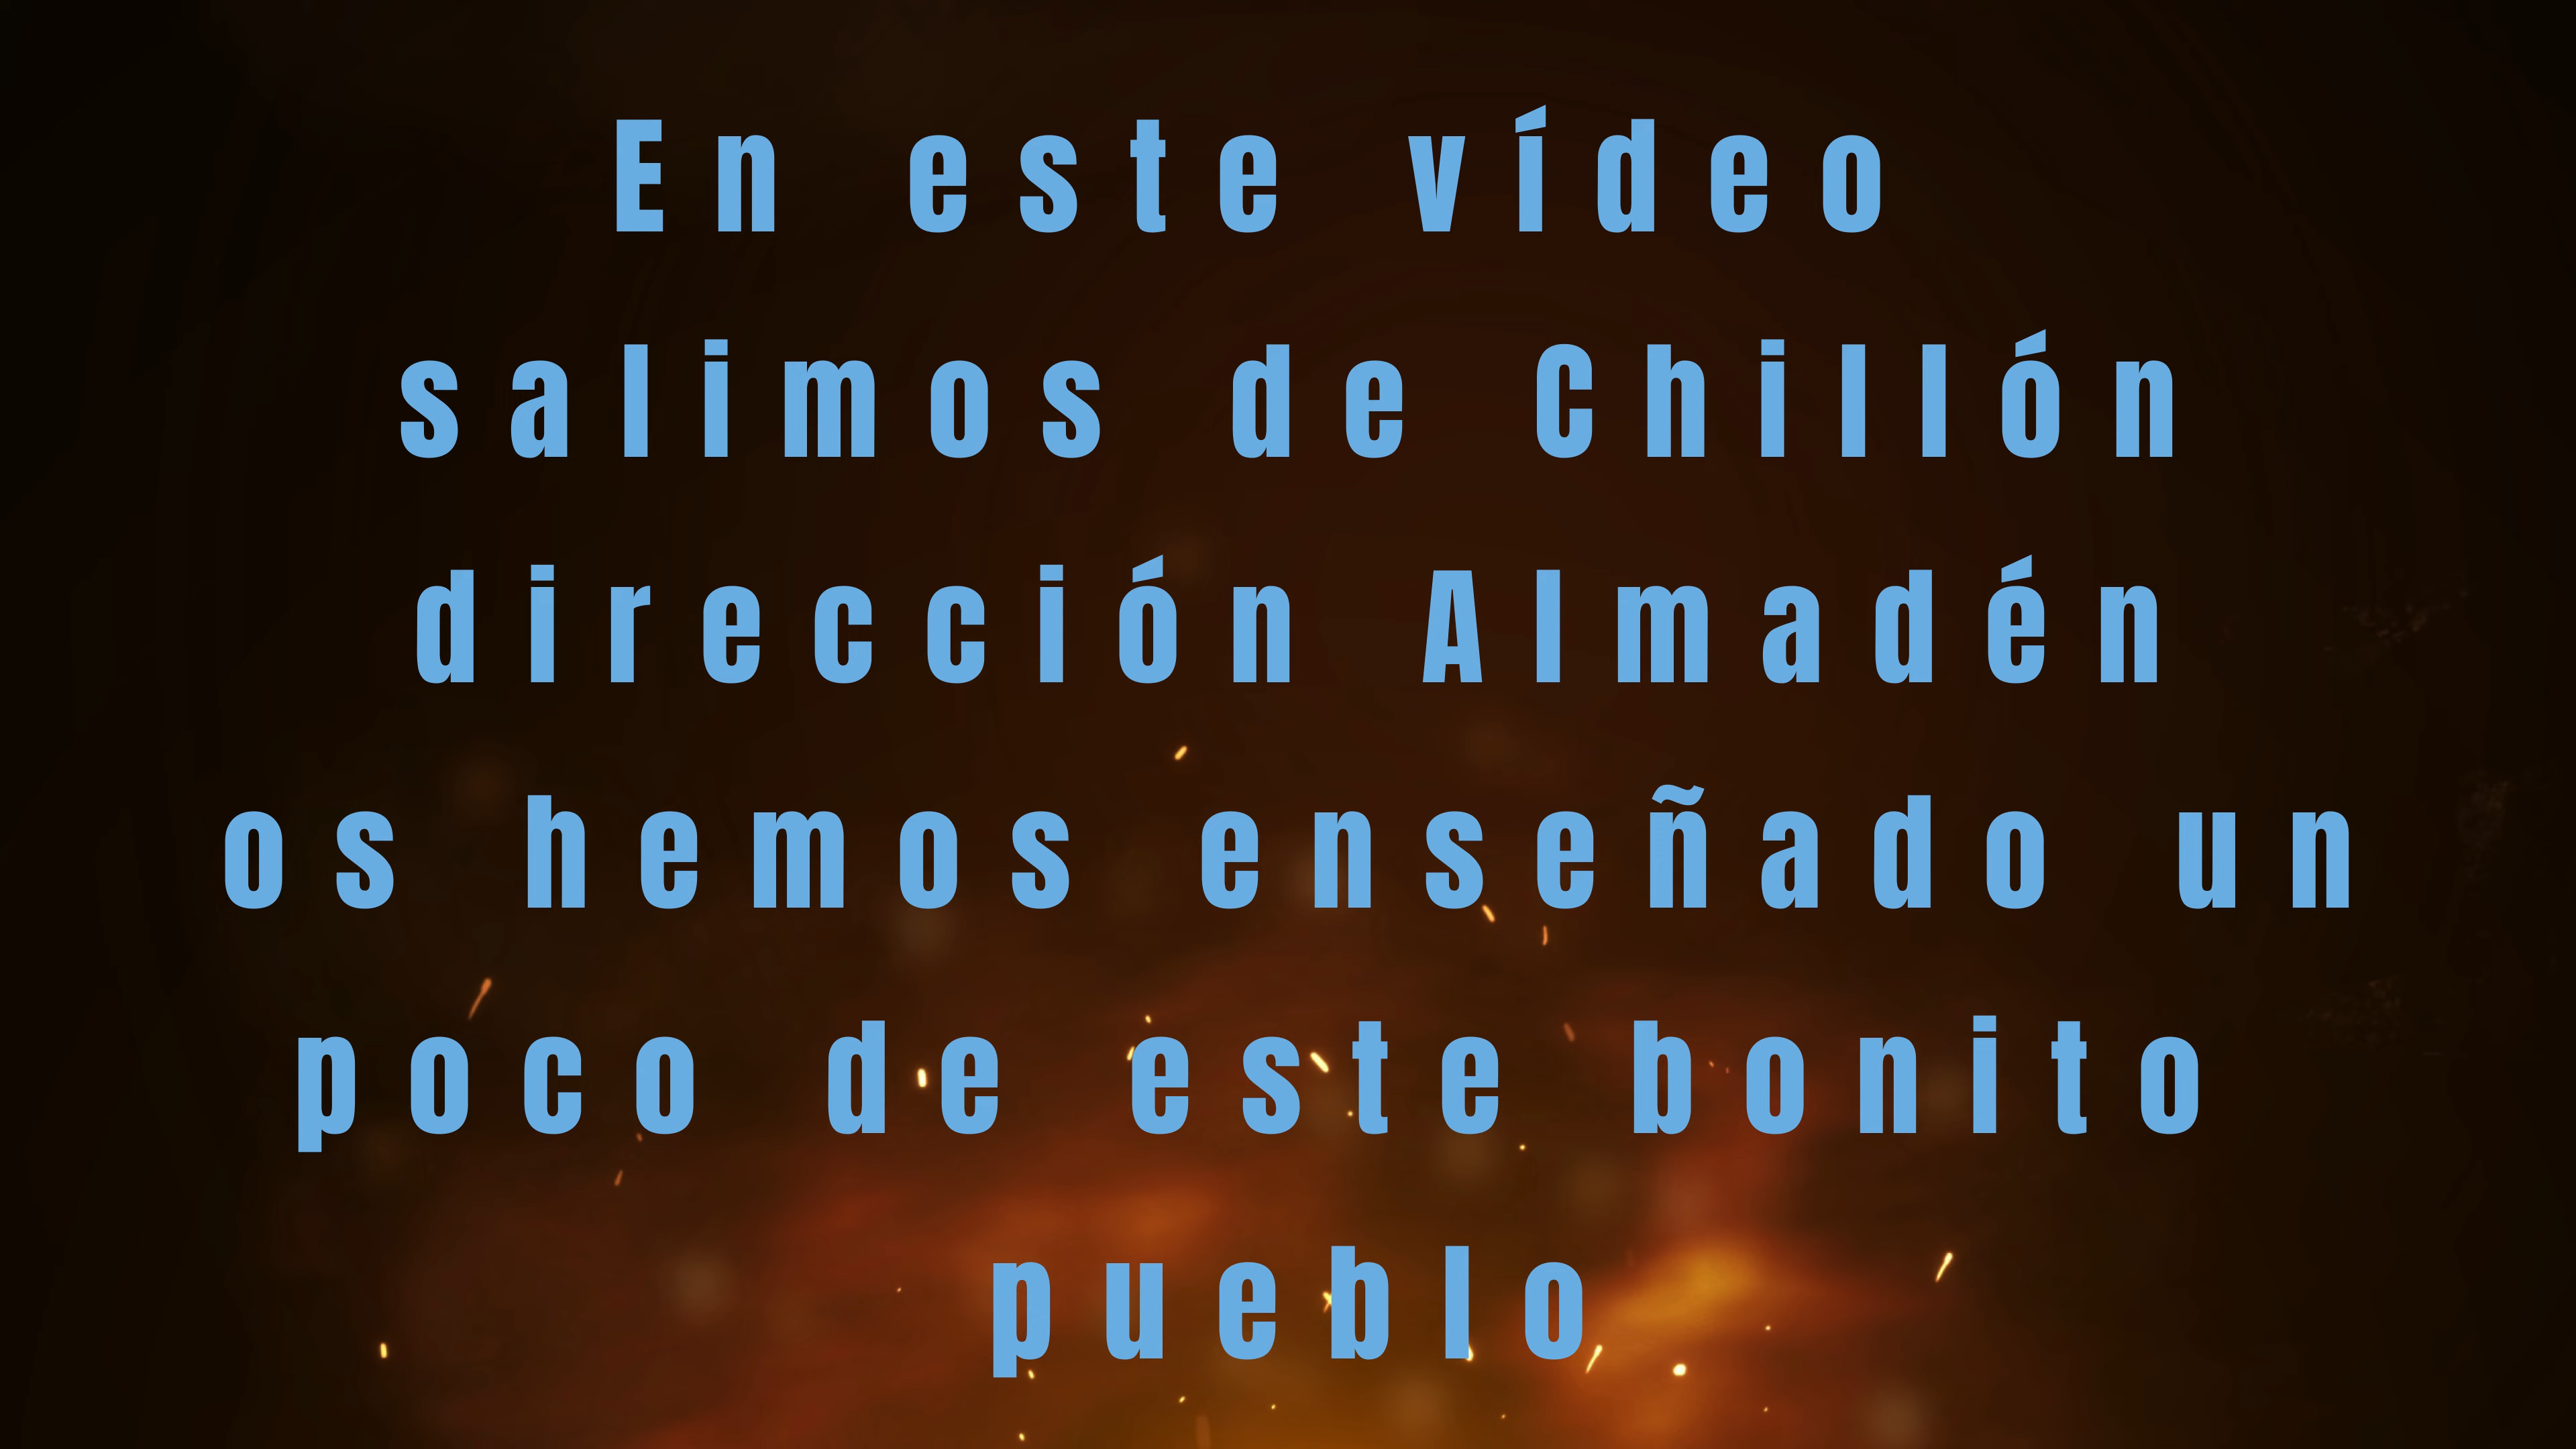 En este vídeo
salimos de Chillón
dirección Almadén
os hemos enseñado un
poco de este bonito
pueblo